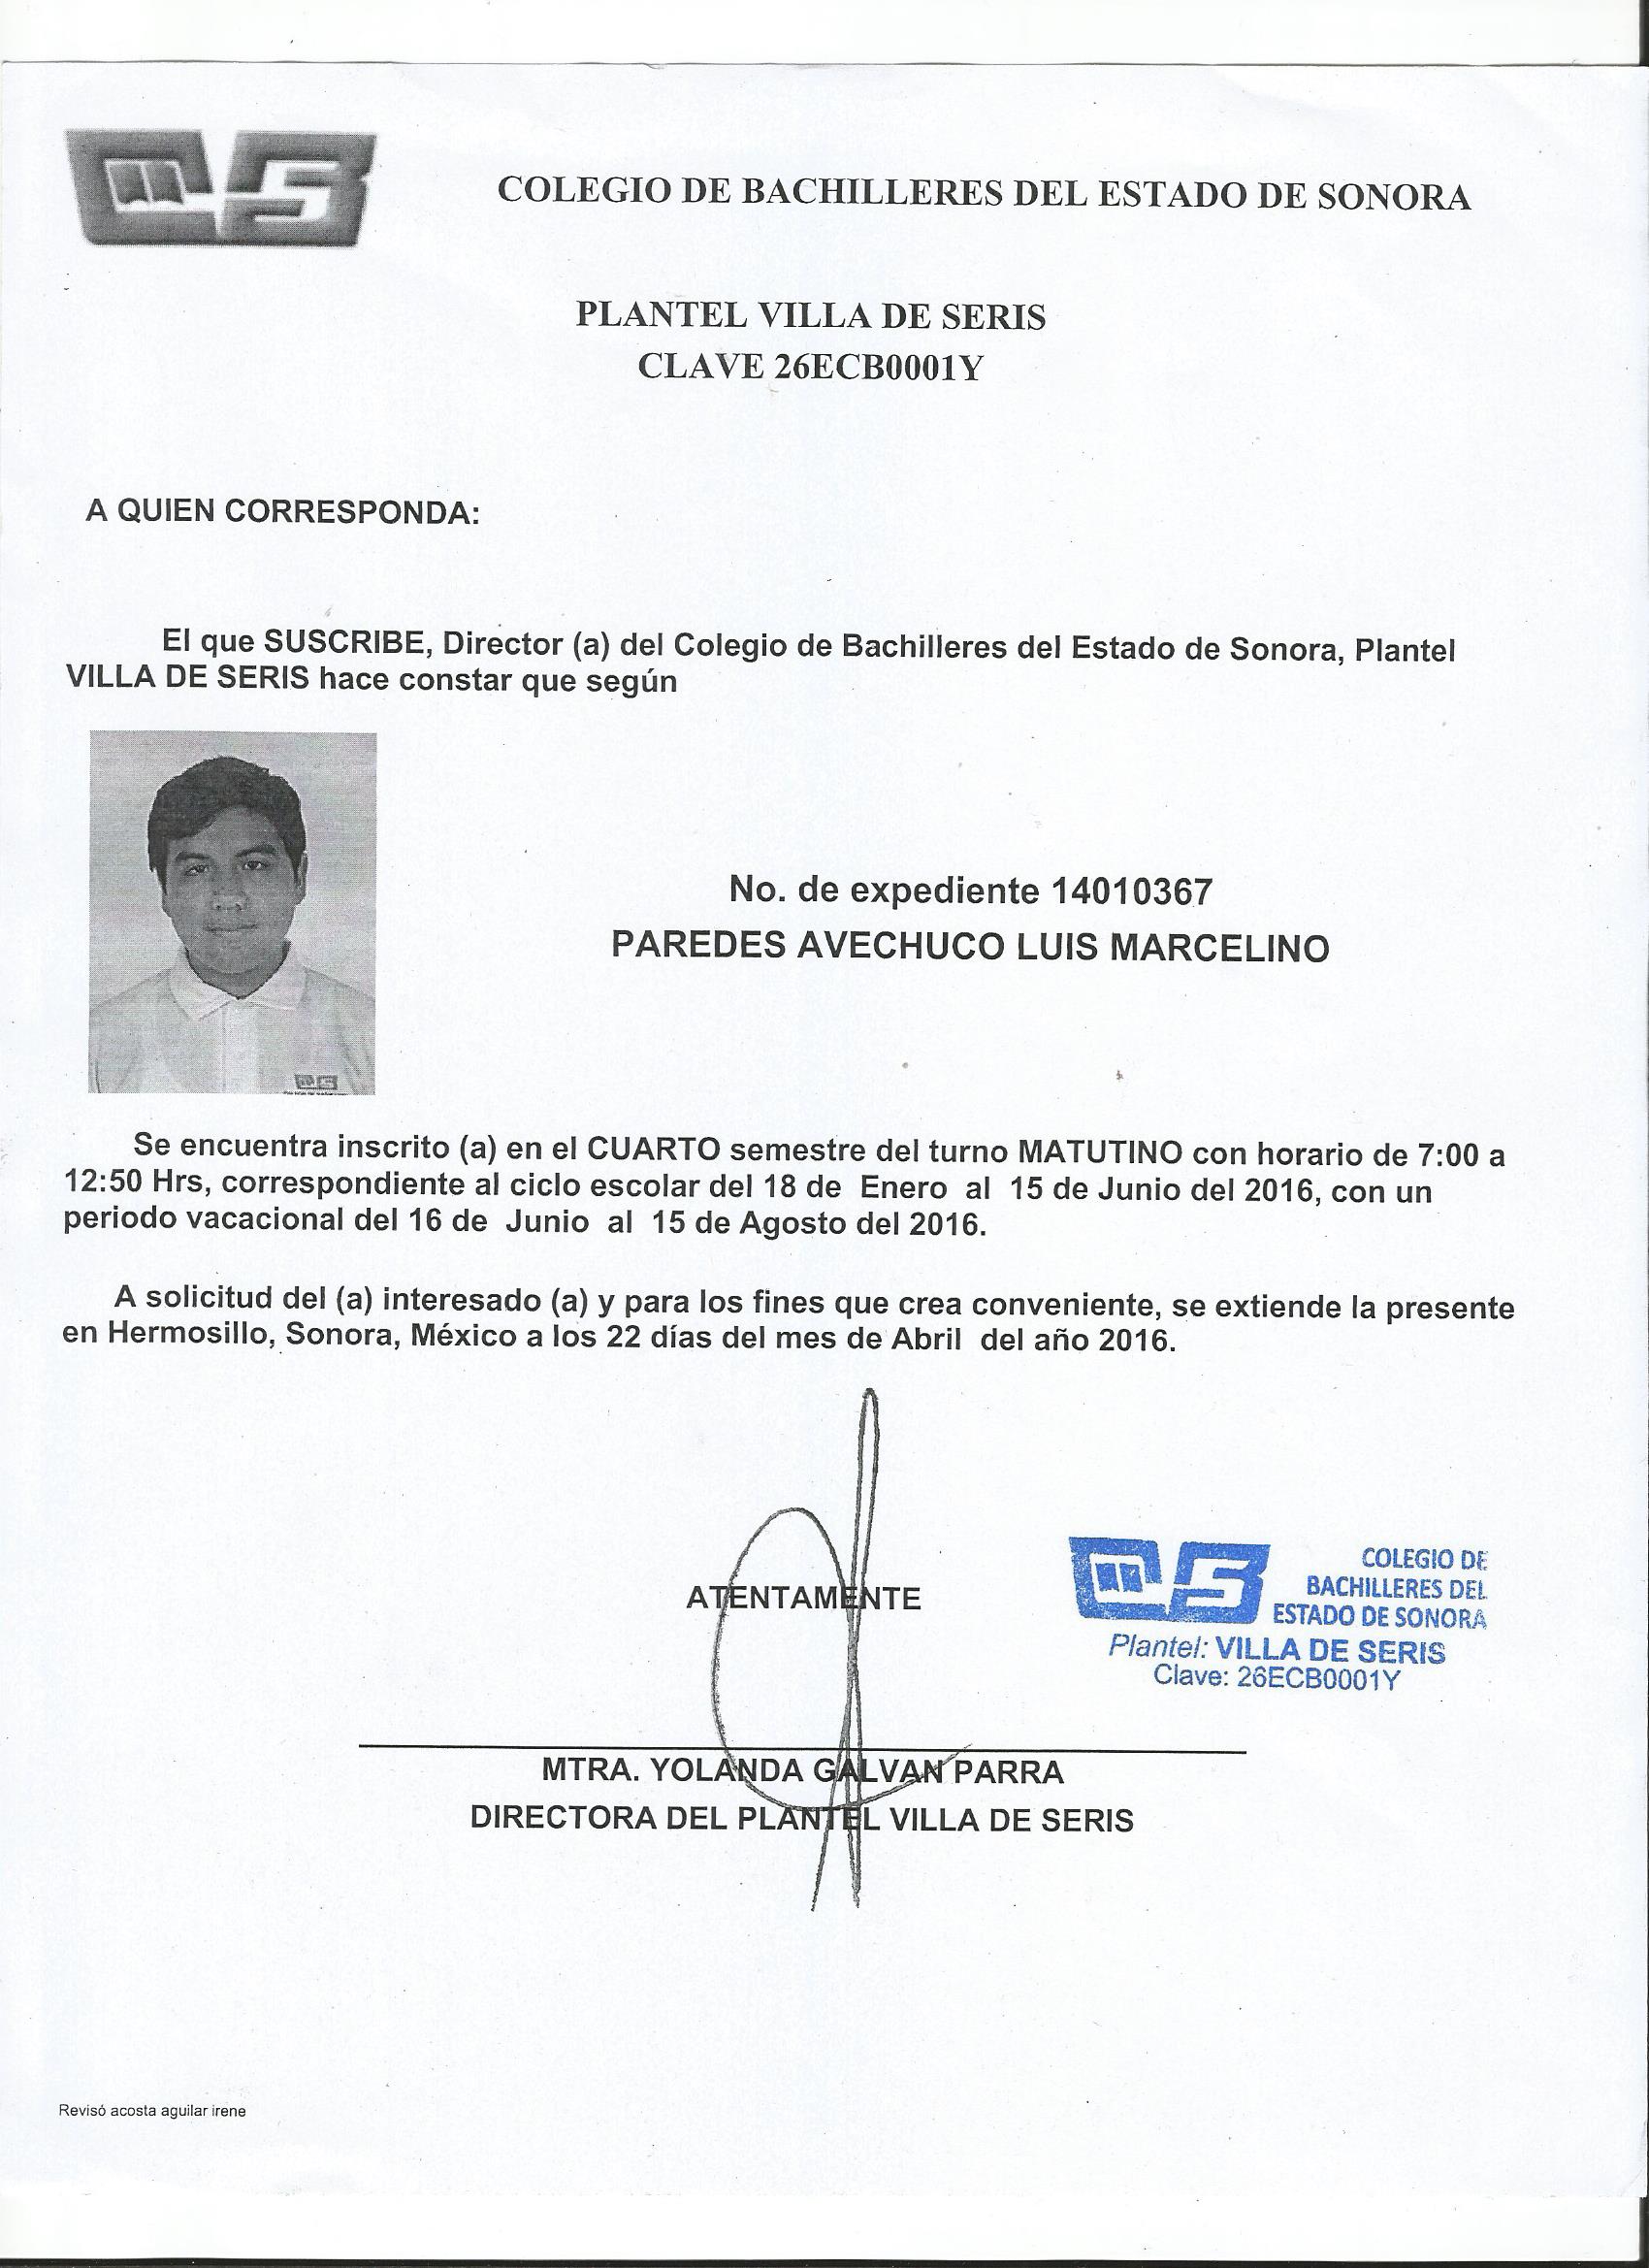 COLEGIO DE BACHILLERES DEL ESTADO DE SONORA
PLANTEL VILLA DE SERIS
CLAVE 26ECB0001Y
A QUIEN CORRESPONDA:
El que SUSCRIBE, Director (a) del Colegio de Bachilleres del Estado de Sonora, Plantel
VILLA DE SERIS hace constar que según
No. de expediente 14010367
PAREDES AVECHUCO LUIS MARCELINO
Se encuentra inscrito (a) en el CUARTO semestre del turno MATUTINO con horario de 7:00 a
12:50 Hrs, correspondiente al ciclo escolar del 18 de Enero al 15 de Junio del 2016, con un
periodo vacacional del 16 de Junio al 15 de Agosto del 2016.
A solicitud del (a) interesado (a) y para los fines que crea conveniente, se extiende la presente
en Hermosillo, Sonora, México a los 22 días del mes de Abril del año 2016.
ATENTAMENTE
COLEGIO DE
BACHILLERES DEL
ESTADO DE SONORA
Plantel: VILLA DE SERIS
Clave: 26ECB0001Y
MTRA. YOLANDA GALVAN PARRA
DIRECTORA DEL PLANTEL VILLA DE SERIS
Revisó acosta aguilar irene